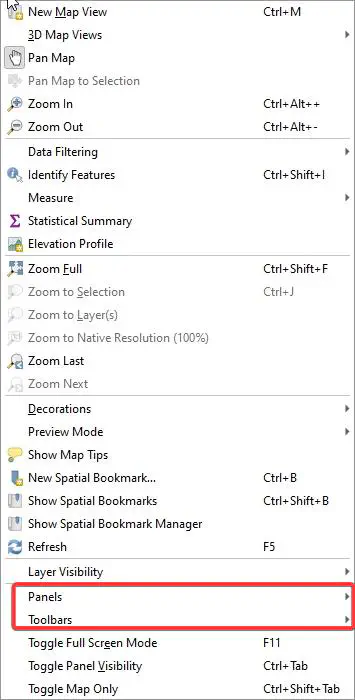 New Map View Ctrl+M
3D Map Views
Pan Map
Pan Map to Selection
Zoom In Ctrl+Alt++
Zoom Out Ctrl+Alt+-
Data Filtering
Identify Features Ctrl+Shift+I
Measure
Statistical Summary
Elevation Profile
Zoom Full Ctrl+Shift+F
Zoom to Selection Ctrl+J
Zoom to Layer(s)
Zoom to Native Resolution (100%)
Zoom Last
Zoom Next
Decorations
Preview Mode
Show Map Tips
New Spatial Bookmark... Ctrl+B
Show Spatial Bookmarks Ctrl+Shift+B
Show Spatial Bookmark Manager
Refresh F5
Layer Visibility
Panels
Toolbars
Toggle Full Screen Mode F11
Toggle Panel Visibility Ctrl+Tab
Toggle Map Only Ctrl+Shift+Tab